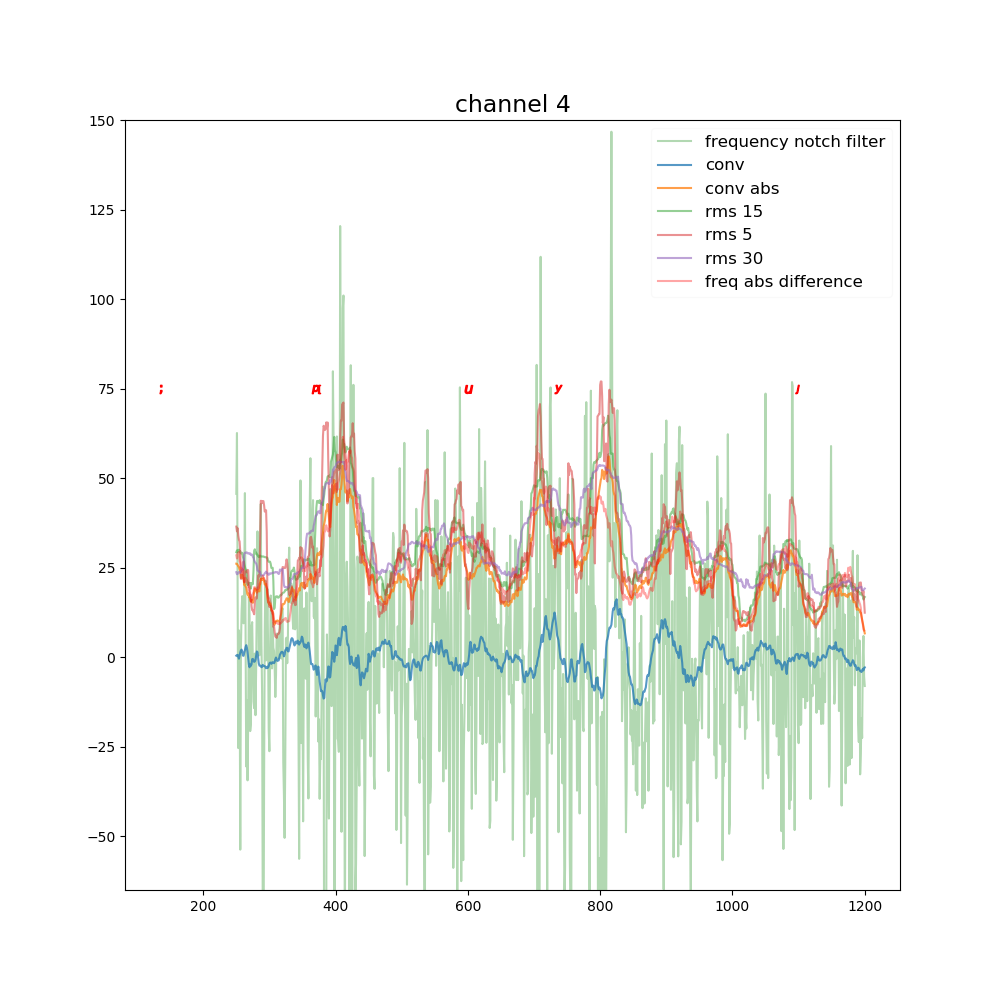 channel 4
150
125
100
75
50
25
0
−25
−50
200
400
600
800
1000
1200
frequency notch filter
conv
conv abs
rms 15
rms 5
rms 30
freq abs difference
;
u
y